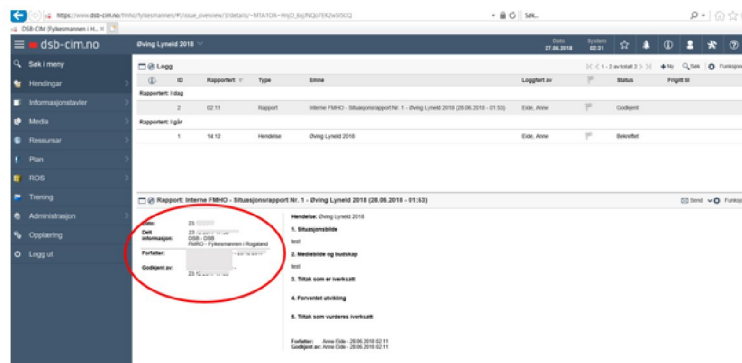 https://www.dsb-cim.no/fmho/fylkesmannen/#!issue_overview/2/details/
Søk...
DSB-CIM (Fylkesmannen i H...
dsb-cim.no
Øving Lyneid 2018
Dato
27.06.2018
System
02:31
Søk i meny
Hendingar
Informasjonstavler
Media
Ressursar
Plan
ROS
Trening
Administrasjon
Opplæring
Logg ut
Logg
1 - 2 av totalt 2
Ny
Søk
Funksjoner
ID
Rapportert:
Type
Emne
Loggført av
Status
Frigitt til
Rapportert: I dag
2
02:11
Rapport
Interne FMHO - Situasjonsrapport Nr. 1 - Øving Lyneid 2018 (28.06.2018 - 01:53)
Eide, Anne
Godkjent
Rapportert: I går
1
14:12
Hendelse
Øving Lyneid 2018
Eide, Anne
Bekreftet
Rapport: Interne FMHO - Situasjonsrapport Nr. 1 - Øving Lyneid 2018 (28.06.2018 - 01:53)
Send
Funksjo
Dato:
Delt informasjon:
DSB - DSB
FMRO - Fylkesmannen i Rogaland
Forfatter:
Godkjent av:
Hendelse: Øving Lyneid 2018
1. Situasjonsbilde
test
2. Mediebilde og budskap
test
3. Tiltak som er iverksatt
4. Forventet utvikling
5. Tiltak som vurderes iverksatt
Forfatter: Anne Eide - 28.06.2018 02:11
Godkjent av: Anne Eide - 28.06.2018 02:11